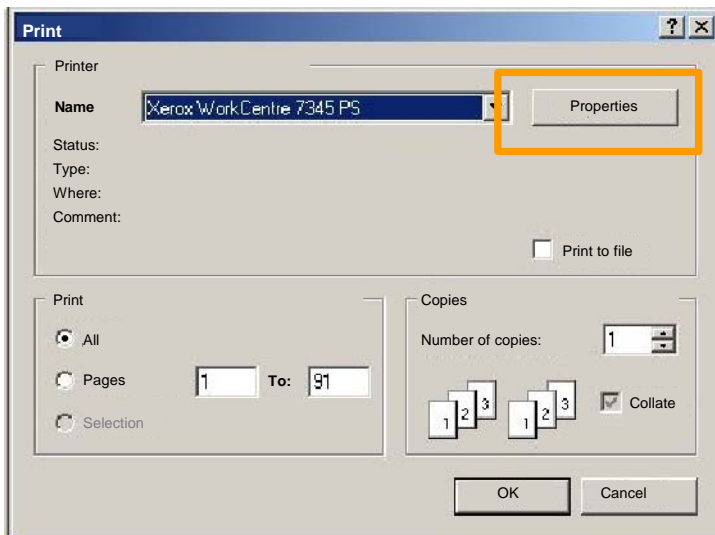 Print
?
Printer
Name Xerox WorkCentre 7345 PS Properties
Status:
Type:
Where:
Comment:
Print to file
Print
All
Pages 1 To: 91
Selection
Copies
Number of copies: 1
1 2 3 1 2 3 Collate
OK Cancel